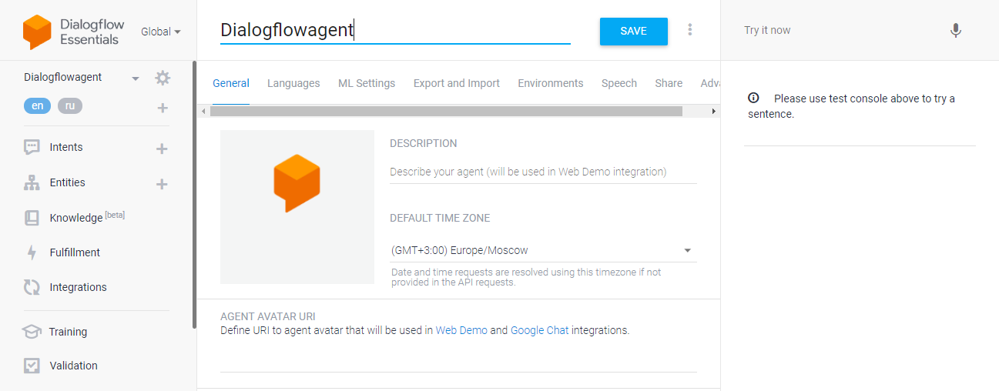 Dialogflow
Essentials
Global
Dialogflowagent
SAVE
Try it now
Dialogflowagent
en
ru
Intents
Entities
Knowledge [beta]
Fulfillment
Integrations
Training
Validation
General
Languages
ML Settings
Export and Import
Environments
Speech
Share
Adva
DESCRIPTION
Describe your agent (will be used in Web Demo integration)
DEFAULT TIME ZONE
(GMT+3:00) Europe/Moscow
Date and time requests are resolved using this timezone if not
provided in the API requests.
AGENT AVATAR URI
Define URI to agent avatar that will be used in Web Demo and Google Chat integrations.
Please use test console above to try a
sentence.